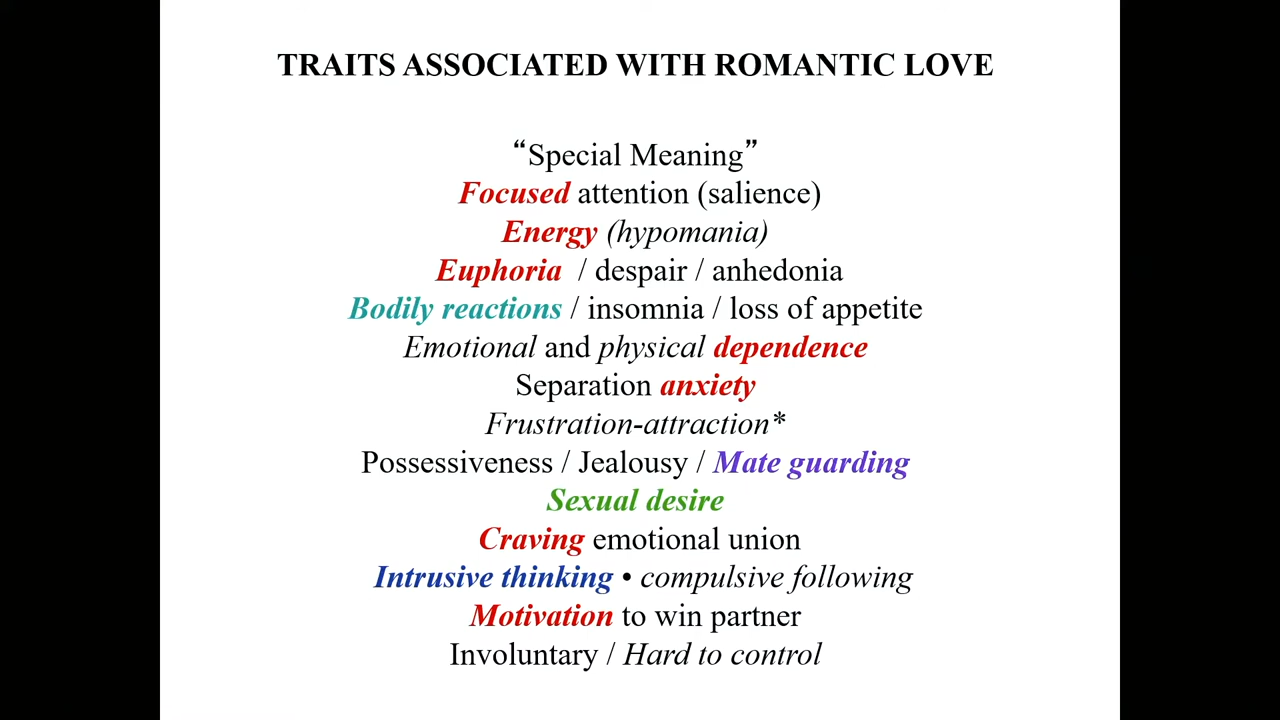 TRAITS ASSOCIATED WITH ROMANTIC LOVE
“Special Meaning”
Focused attention (salience)
Energy (hypomania)
Euphoria / despair / anhedonia
Bodily reactions / insomnia / loss of appetite
Emotional and physical dependence
Separation anxiety
Frustration-attraction*
Possessiveness / Jealousy / Mate guarding
Sexual desire
Craving emotional union
Intrusive thinking • compulsive following
Motivation to win partner
Involuntary / Hard to control